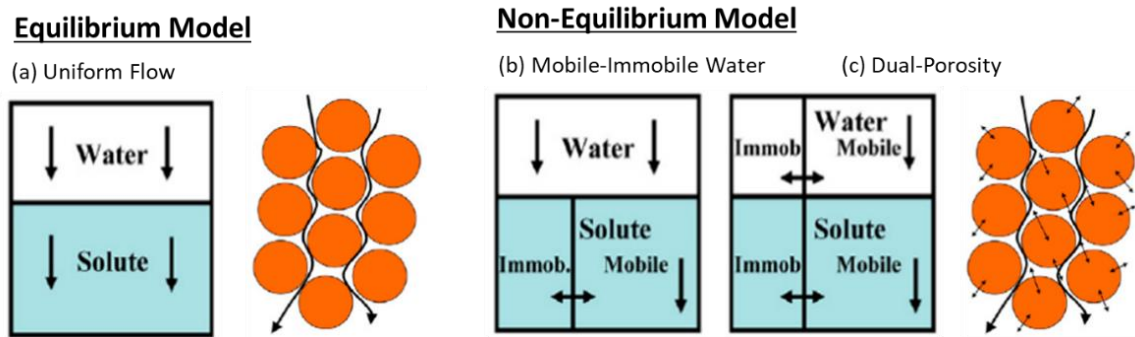 Equilibrium Model
Non-Equilibrium Model
(a) Uniform Flow
(b) Mobile-Immobile Water
(c) Dual-Porosity
Water
Solute
Water
Solute
Immob.
Mobile
Water
Immob
Mobile
Solute
Immob
Mobile